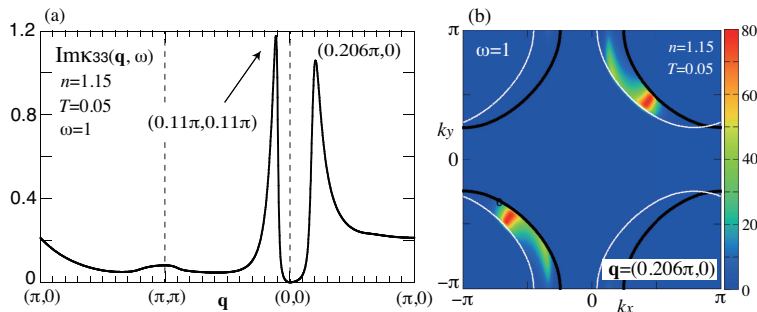 (a)
1.2
0.8
0.4
0
Imκ33(q, ω)
n=1.15
T=0.05
ω=1
(0.11π,0.11π)
(0.206π,0)
(π,0)
(π,π)
q
(0,0)
(π,0)
(b)
π
ky
0
−π
ω=1
n=1.15
T=0.05
q=(0.206π,0)
−π
0
kx
π
80
60
40
20
0